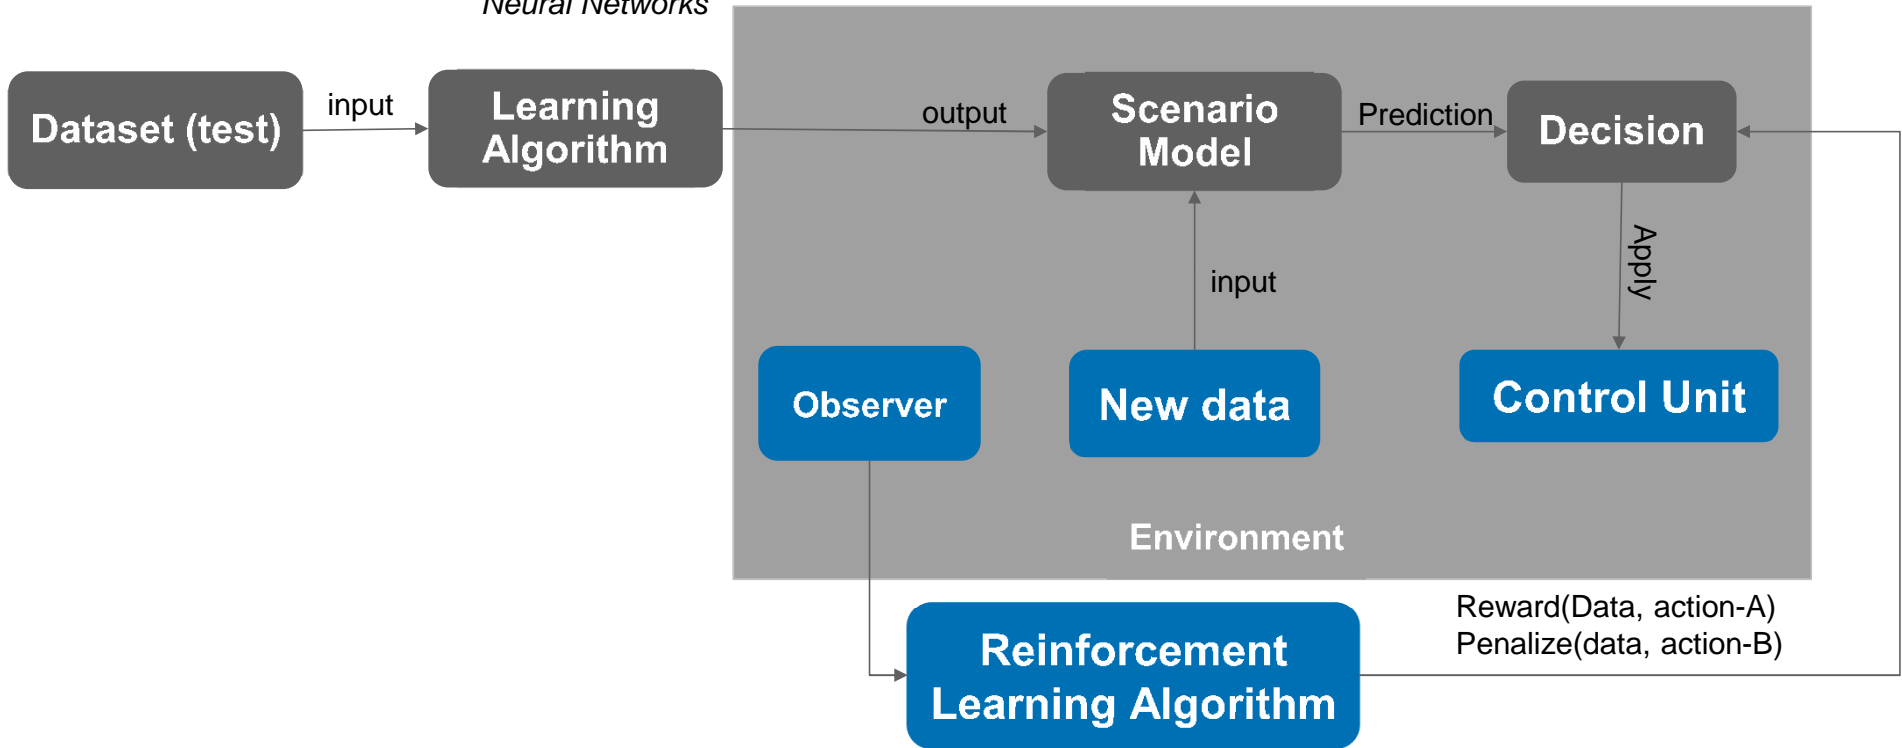 Neural Networks
Dataset (test)
input
Learning
Algorithm
output
Scenario
Model
Prediction
Decision
input
Apply
Observer
New data
Control Unit
Environment
Reinforcement
Learning Algorithm
Reward(Data, action-A)
Penalize(data, action-B)